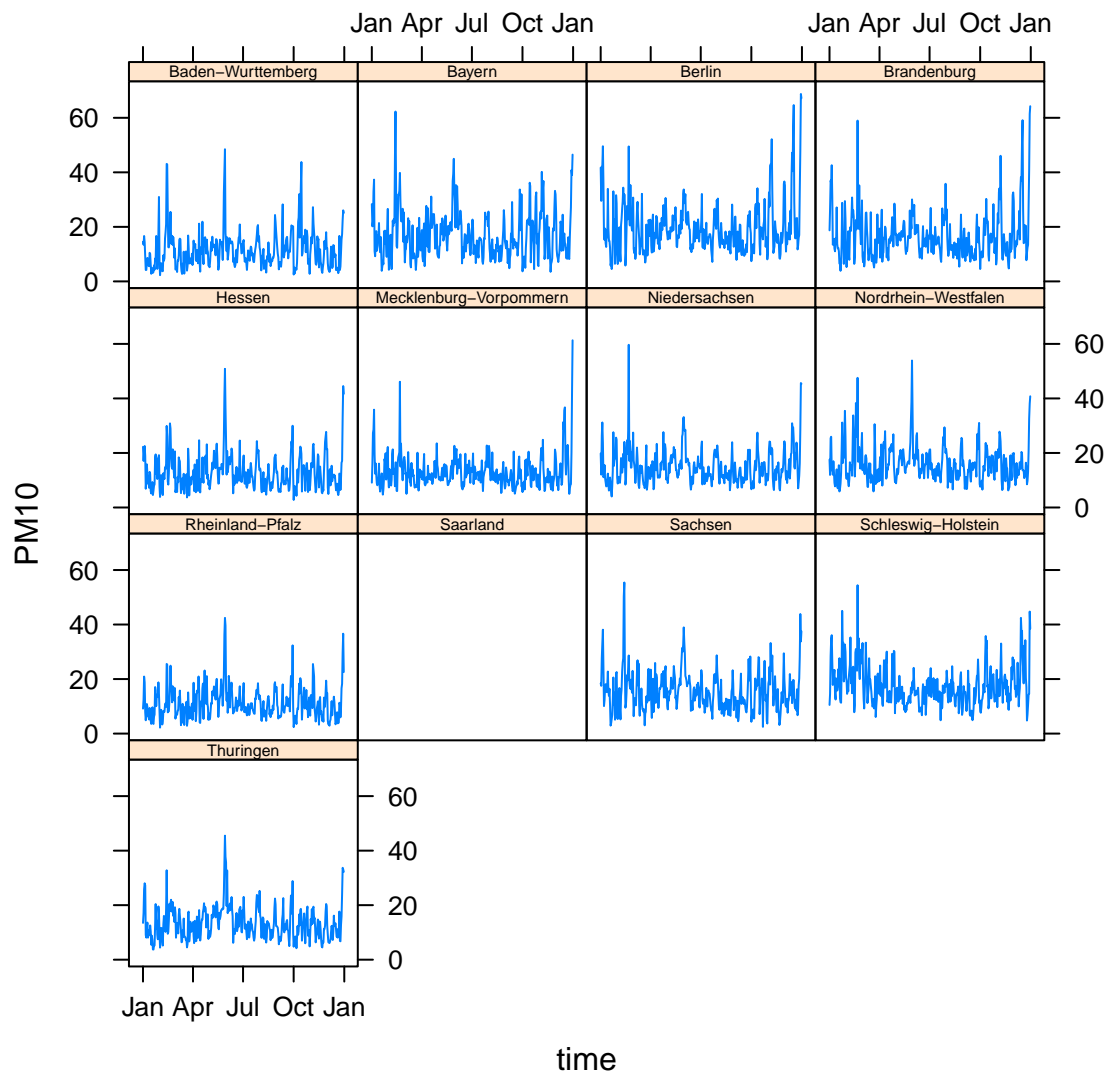 Jan Apr Jul Oct Jan Jan Apr Jul Oct Jan
Baden−Wurttemberg Bayern Berlin Brandenburg
60
40
20
0
Hessen Mecklenburg−Vorpommern Niedersachsen Nordrhein−Westfalen
60
40
20
0
PM10
Rheinland−Pfalz Saarland Sachsen Schleswig−Holstein
60
40
20
0
Thuringen
60
40
20
0
Jan Apr Jul Oct Jan
time